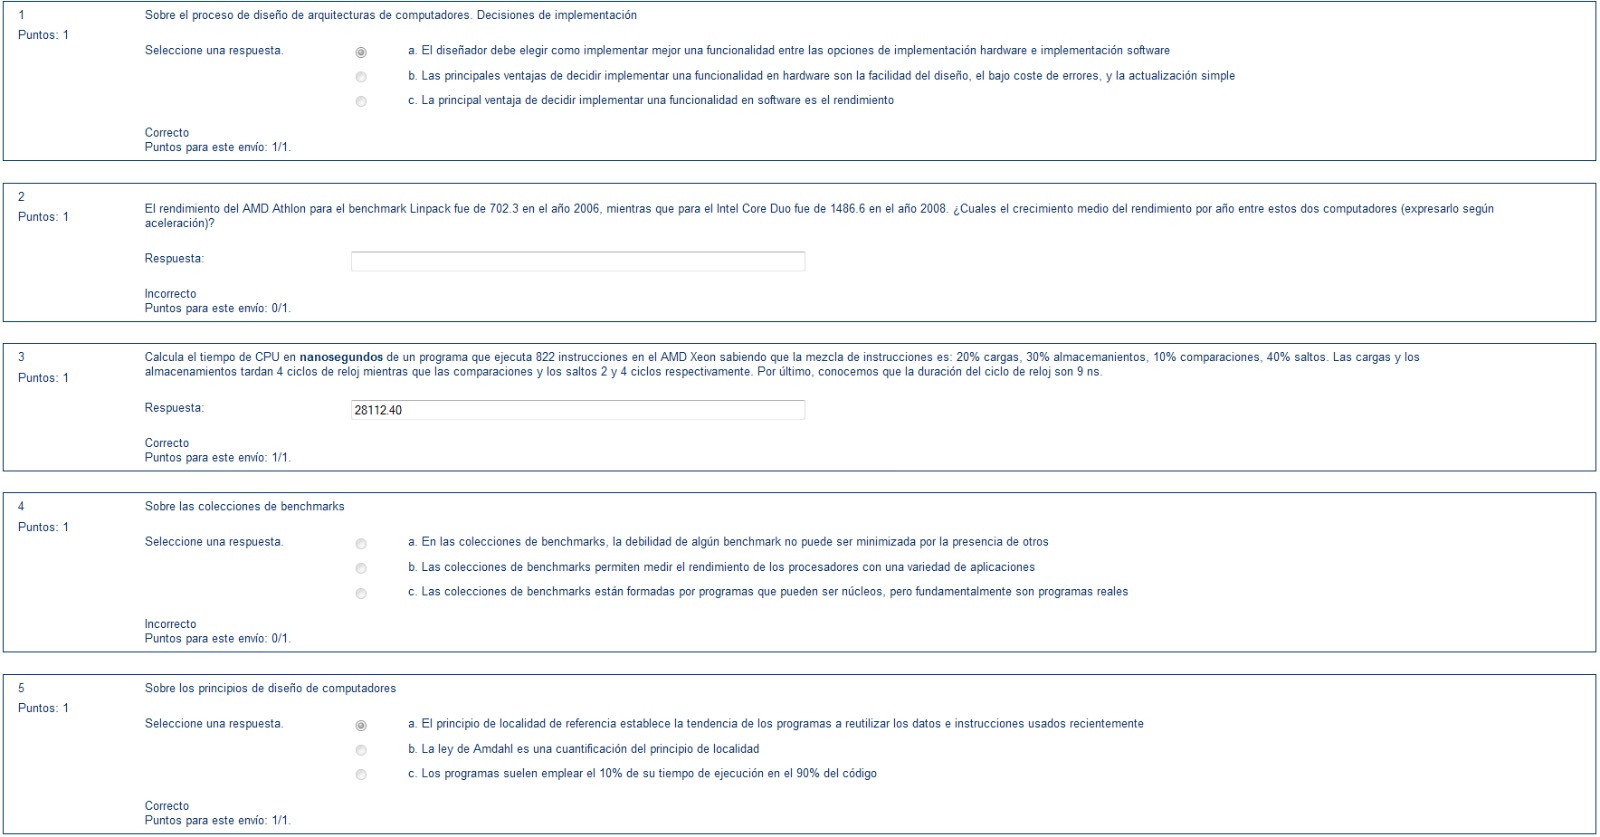 1
Sobre el proceso de diseño de arquitecturas de computadores. Decisiones de implementación
Puntos: 1
Seleccione una respuesta.
a. El diseñador debe elegir como implementar mejor una funcionalidad entre las opciones de implementación hardware e implementación software
b. Las principales ventajas de decidir implementar una funcionalidad en hardware son la facilidad del diseño, el bajo coste de errores, y la actualización simple
c. La principal ventaja de decidir implementar una funcionalidad en software es el rendimiento
Correcto
Puntos para este envío: 1/1.
2
Puntos: 1
El rendimiento del AMD Athlon para el benchmark Linpack fue de 702.3 en el año 2006, mientras que para el Intel Core Duo fue de 1486.6 en el año 2008. ¿Cuales el crecimiento medio del rendimiento por año entre estos dos computadores (expresarlo según
aceleración)?
Respuesta:
Incorrecto
Puntos para este envío: 0/1.
3
Puntos: 1
Calcula el tiempo de CPU en nanosegundos de un programa que ejecuta 822 instrucciones en el AMD Xeon sabiendo que la mezcla de instrucciones es: 20% cargas, 30% almacemanientos, 10% comparaciones, 40% saltos. Las cargas y los
almacenamientos tardan 4 ciclos de reloj mientras que las comparaciones y los saltos 2 y 4 ciclos respectivamente. Por último, conocemos que la duración del ciclo de reloj son 9 ns.
Respuesta:
28112.40
Correcto
Puntos para este envío: 1/1.
4
Sobre las colecciones de benchmarks
Puntos: 1
Seleccione una respuesta.
a. En las colecciones de benchmarks, la debilidad de algún benchmark no puede ser minimizada por la presencia de otros
b. Las colecciones de benchmarks permiten medir el rendimiento de los procesadores con una variedad de aplicaciones
c. Las colecciones de benchmarks están formadas por programas que pueden ser núcleos, pero fundamentalmente son programas reales
Incorrecto
Puntos para este envío: 0/1.
5
Sobre los principios de diseño de computadores
Puntos: 1
Seleccione una respuesta.
a. El principio de localidad de referencia establece la tendencia de los programas a reutilizar los datos e instrucciones usados recientemente
b. La ley de Amdahl es una cuantificación del principio de localidad
c. Los programas suelen emplear el 10% de su tiempo de ejecución en el 90% del código
Correcto
Puntos para este envío: 1/1.